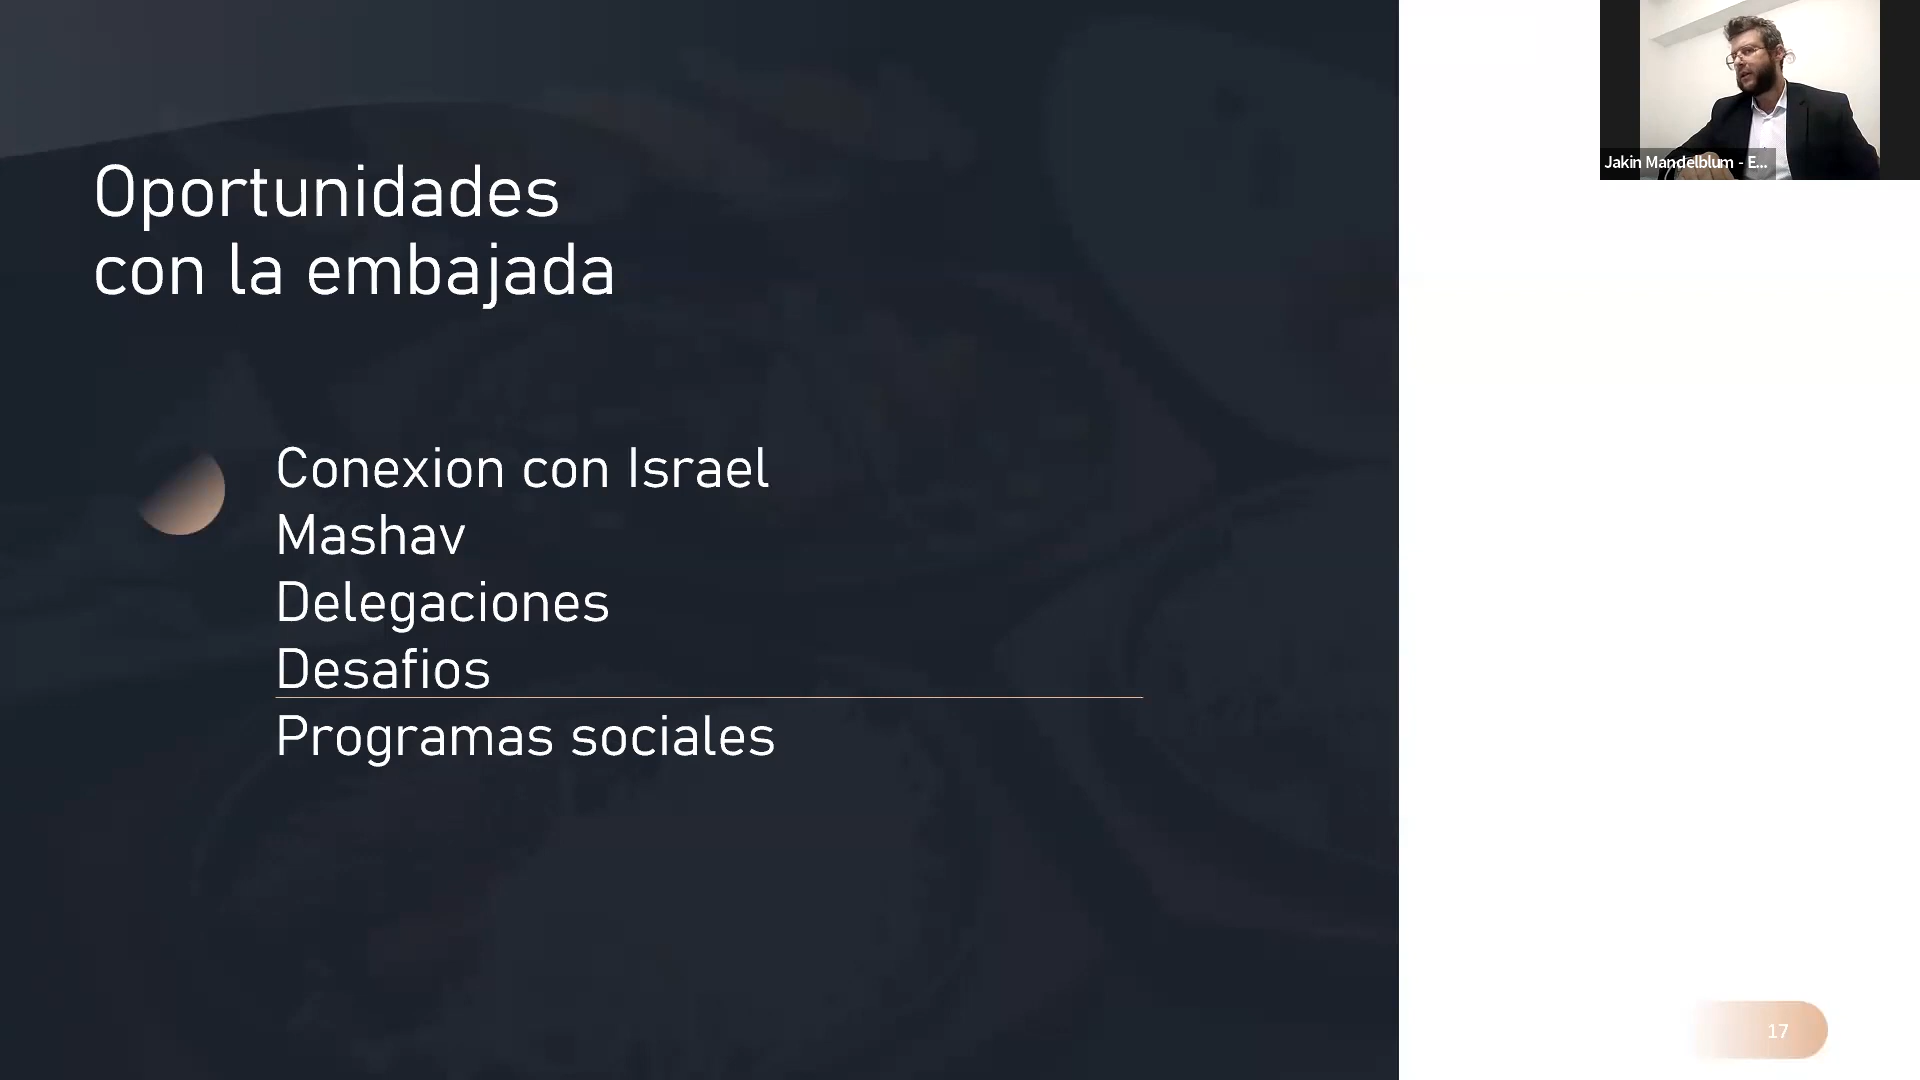 Oportunidades
con la embajada
Conexion con Israel
Mashav
Delegaciones
Desafios
Programas sociales
Jakin Mandelblum - E...
17